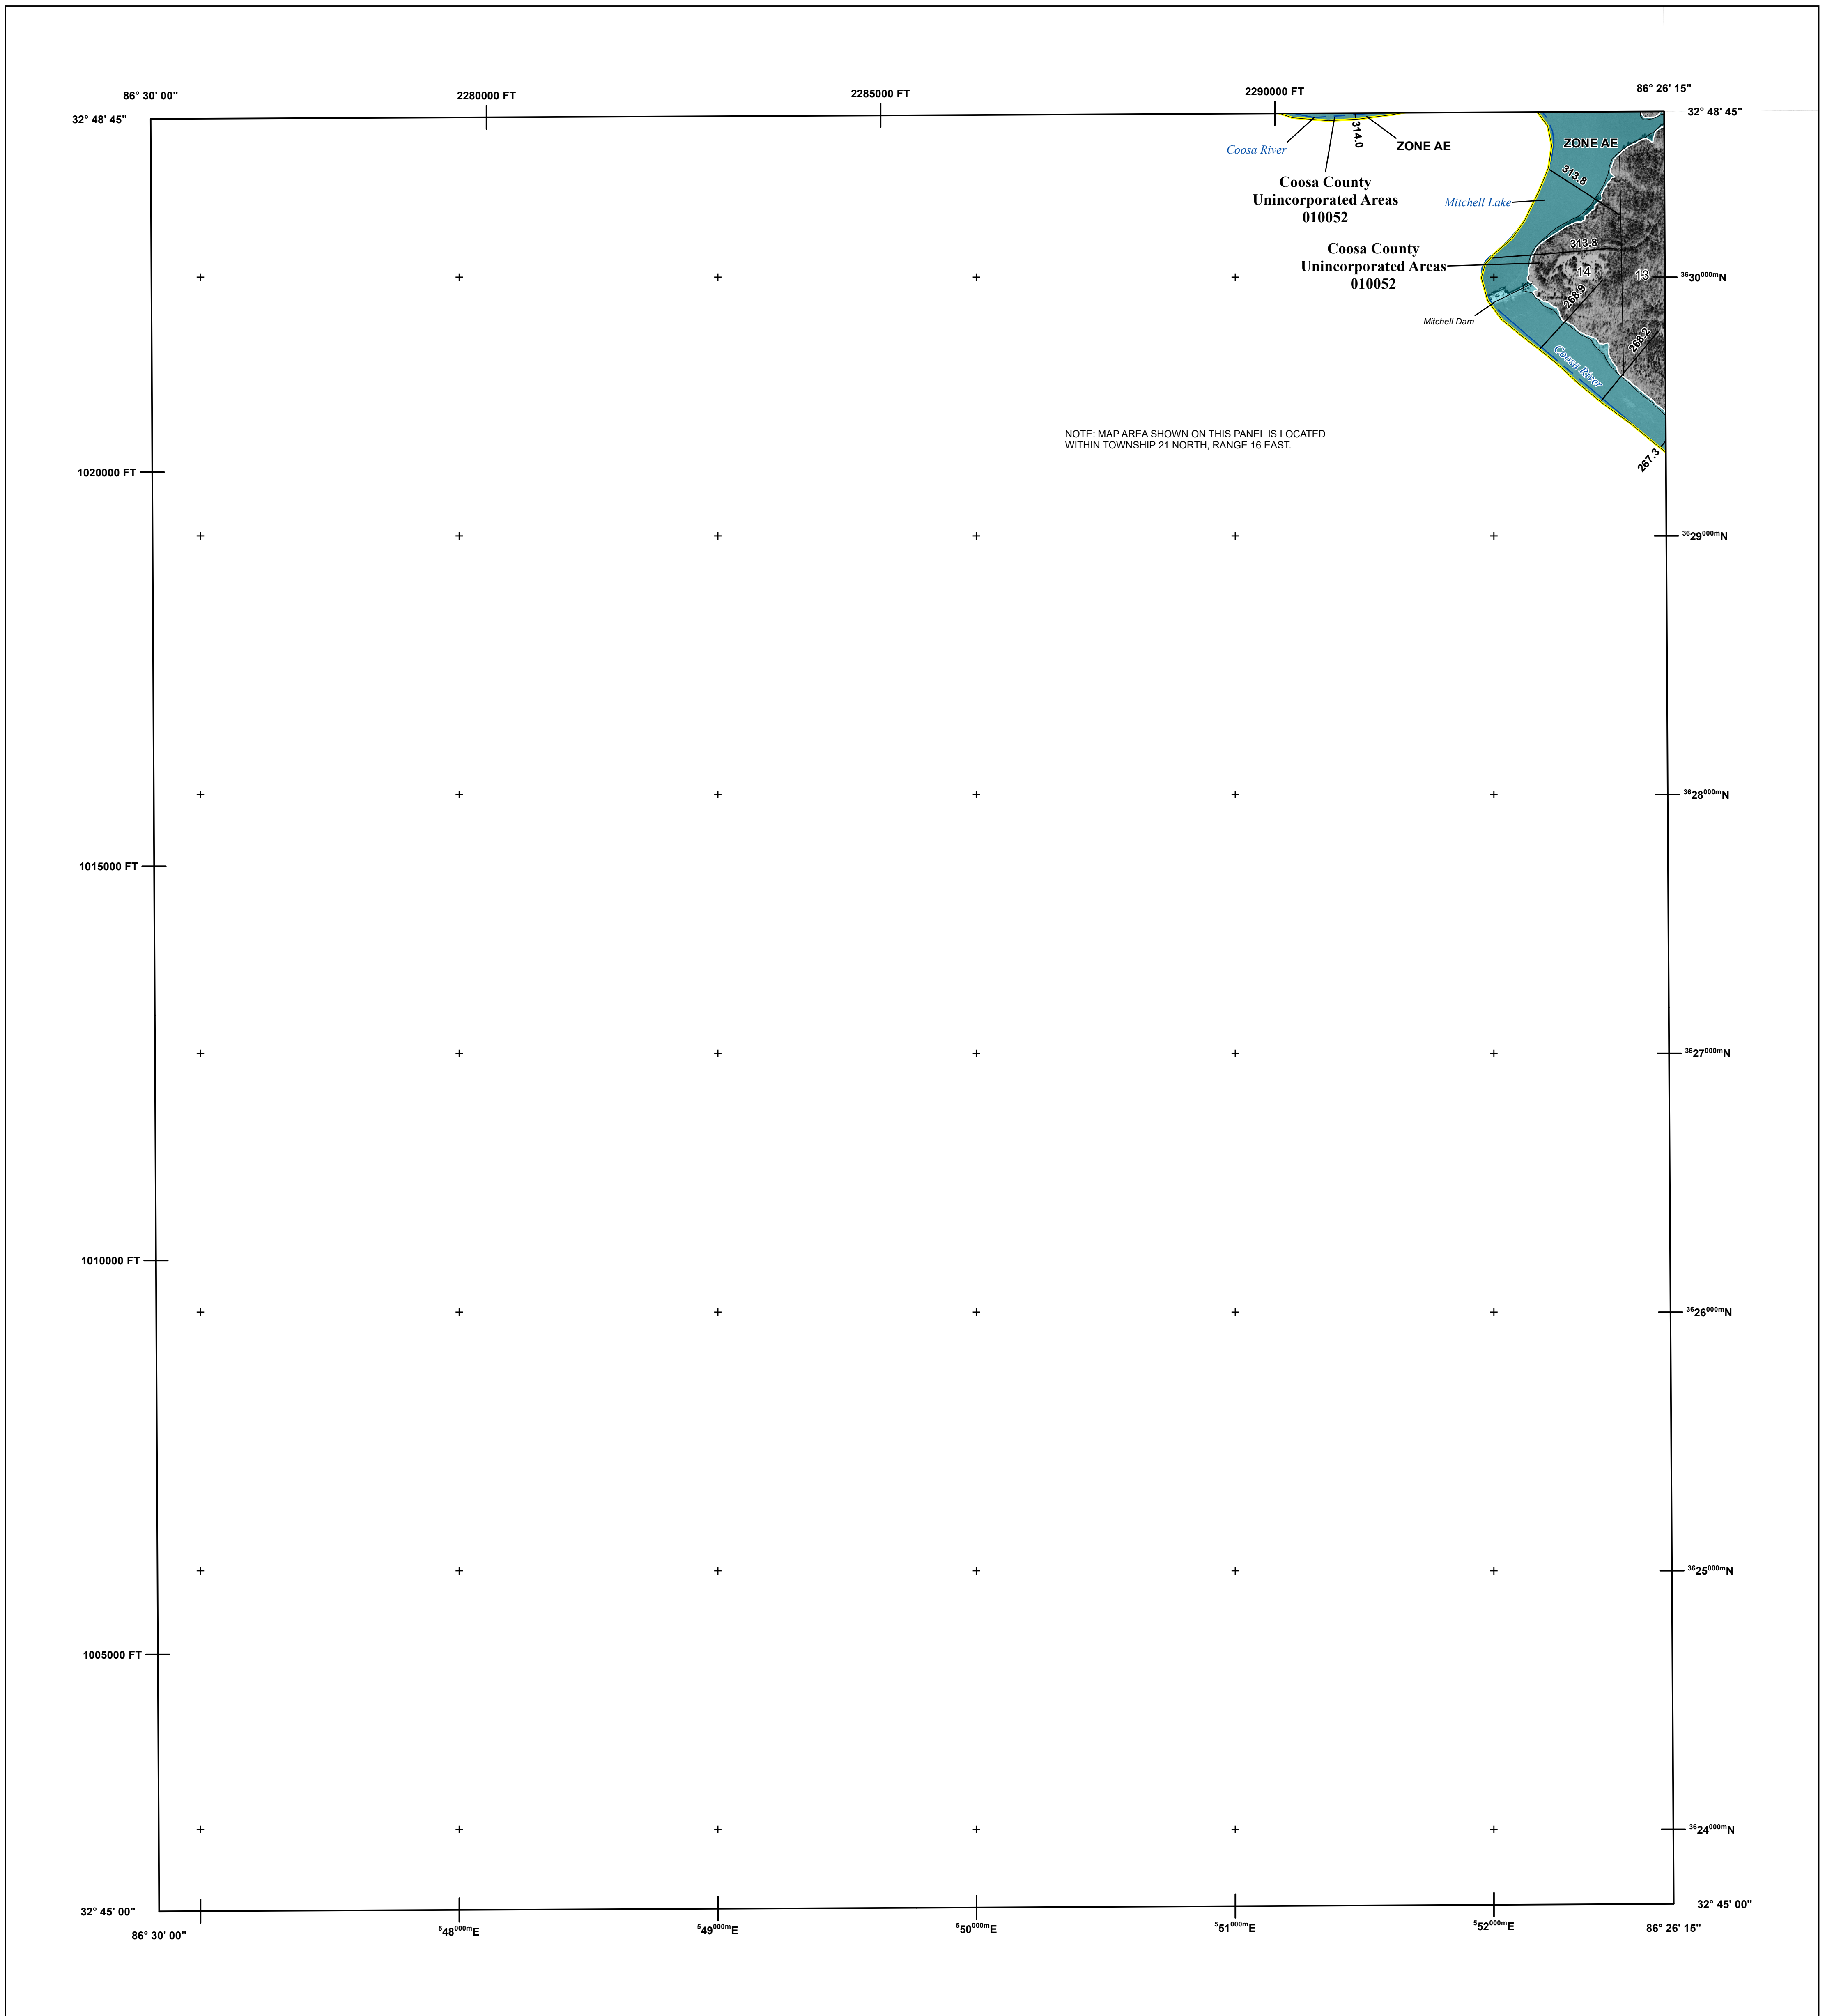 86° 30' 00"
2280000 FT
2285000 FT
2290000 FT
86° 26' 15"
32° 48' 45"
32° 48' 45"
Coosa River
314.0
ZONE AE
ZONE AE
Coosa County
Unincorporated Areas
010052
313.8
Mitchell Lake
Coosa County
Unincorporated Areas
010052
313.8
14
13
3630000mN
268.9
Mitchell Dam
268.2
Coosa River
NOTE: MAP AREA SHOWN ON THIS PANEL IS LOCATED
WITHIN TOWNSHIP 21 NORTH, RANGE 16 EAST.
267.3
1020000 FT
3629000mN
3628000mN
1015000 FT
3627000mN
1010000 FT
3626000mN
3625000mN
1005000 FT
3624000mN
32° 45' 00"
32° 45' 00"
86° 30' 00"
548000mE
549000mE
550000mE
551000mE
552000mE
86° 26' 15"